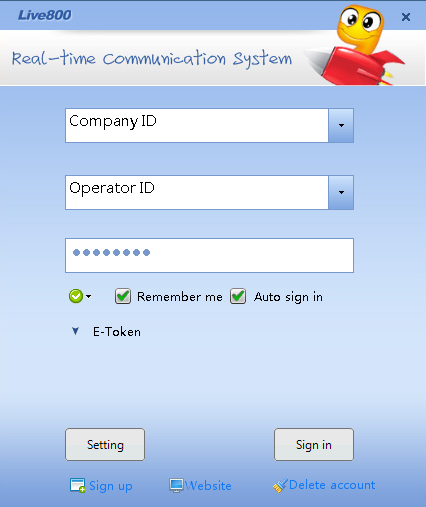 Live800
Real-time Communication System
Company ID
Operator ID
Remember me Auto sign in
E-Token
Setting Sign in
Sign up Website Delete account